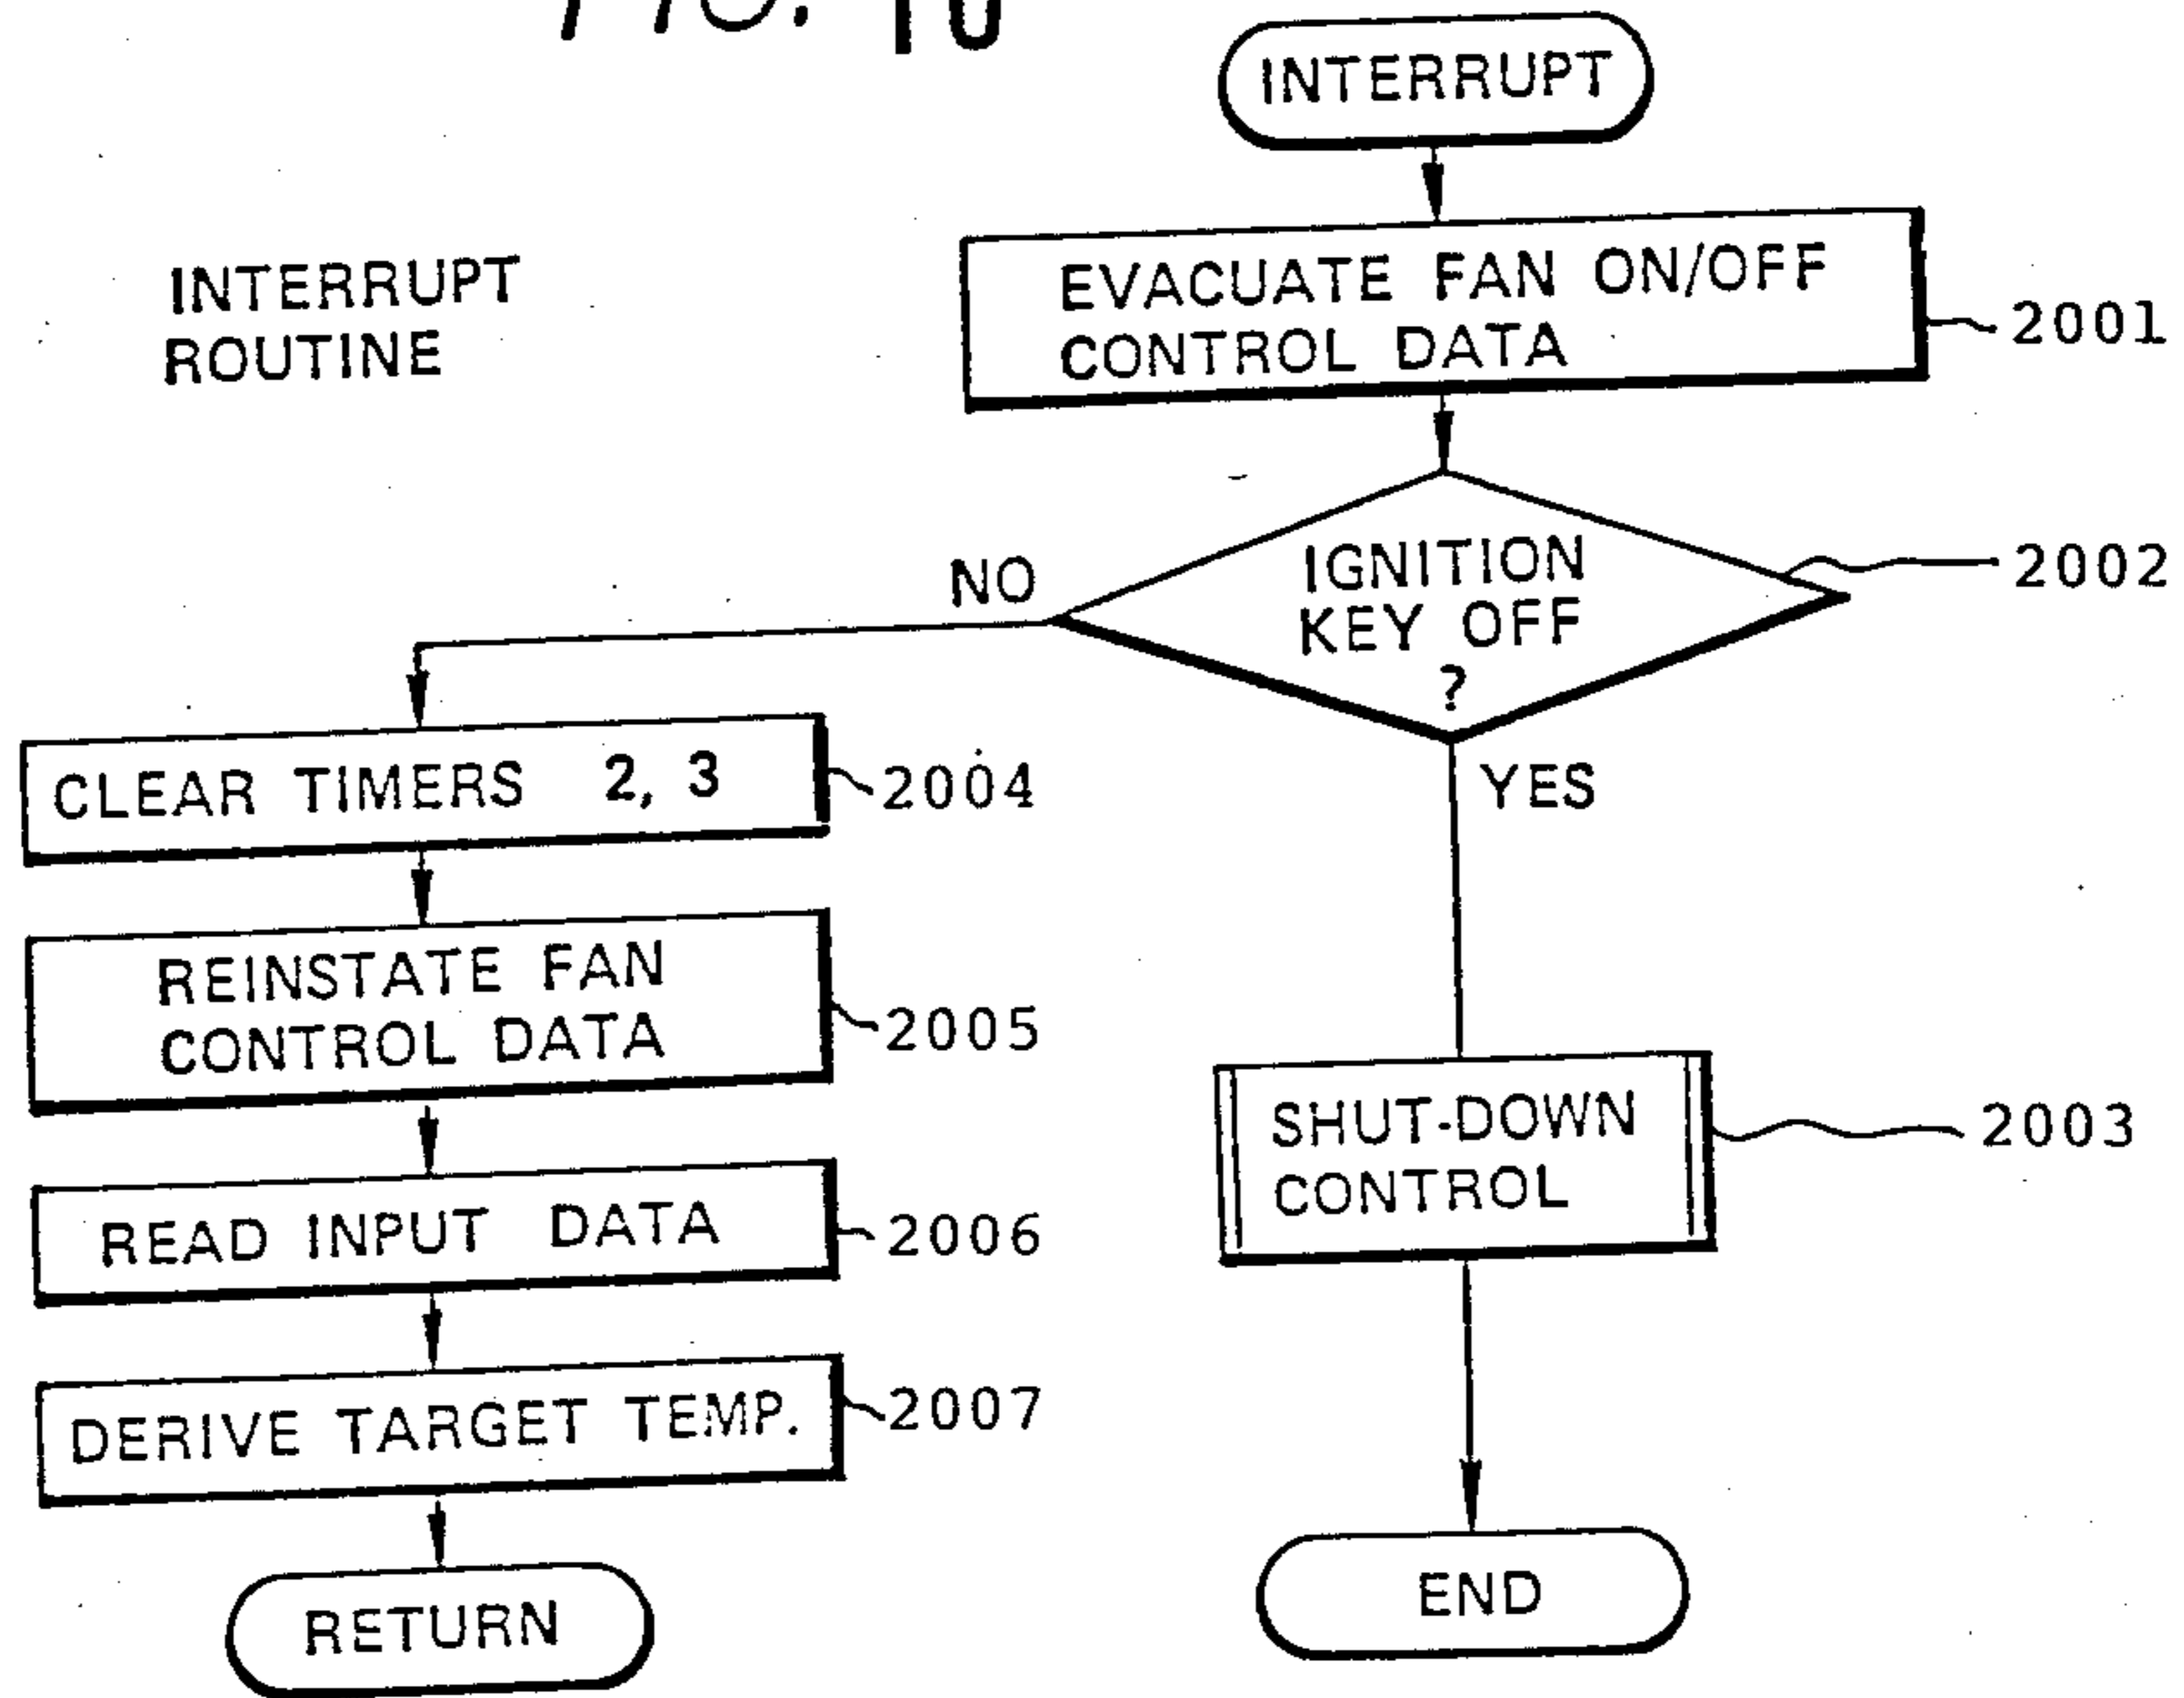 INTERRUPT
INTERRUPT
ROUTINE
EVACUATE FAN ON/OFF
CONTROL DATA
2001
IGNITION
KEY OFF
?
2002
NO
YES
CLEAR TIMERS 2, 3
2004
REINSTATE FAN
CONTROL DATA
2005
SHUT-DOWN
CONTROL
2003
READ INPUT DATA
2006
DERIVE TARGET TEMP.
2007
RETURN
END